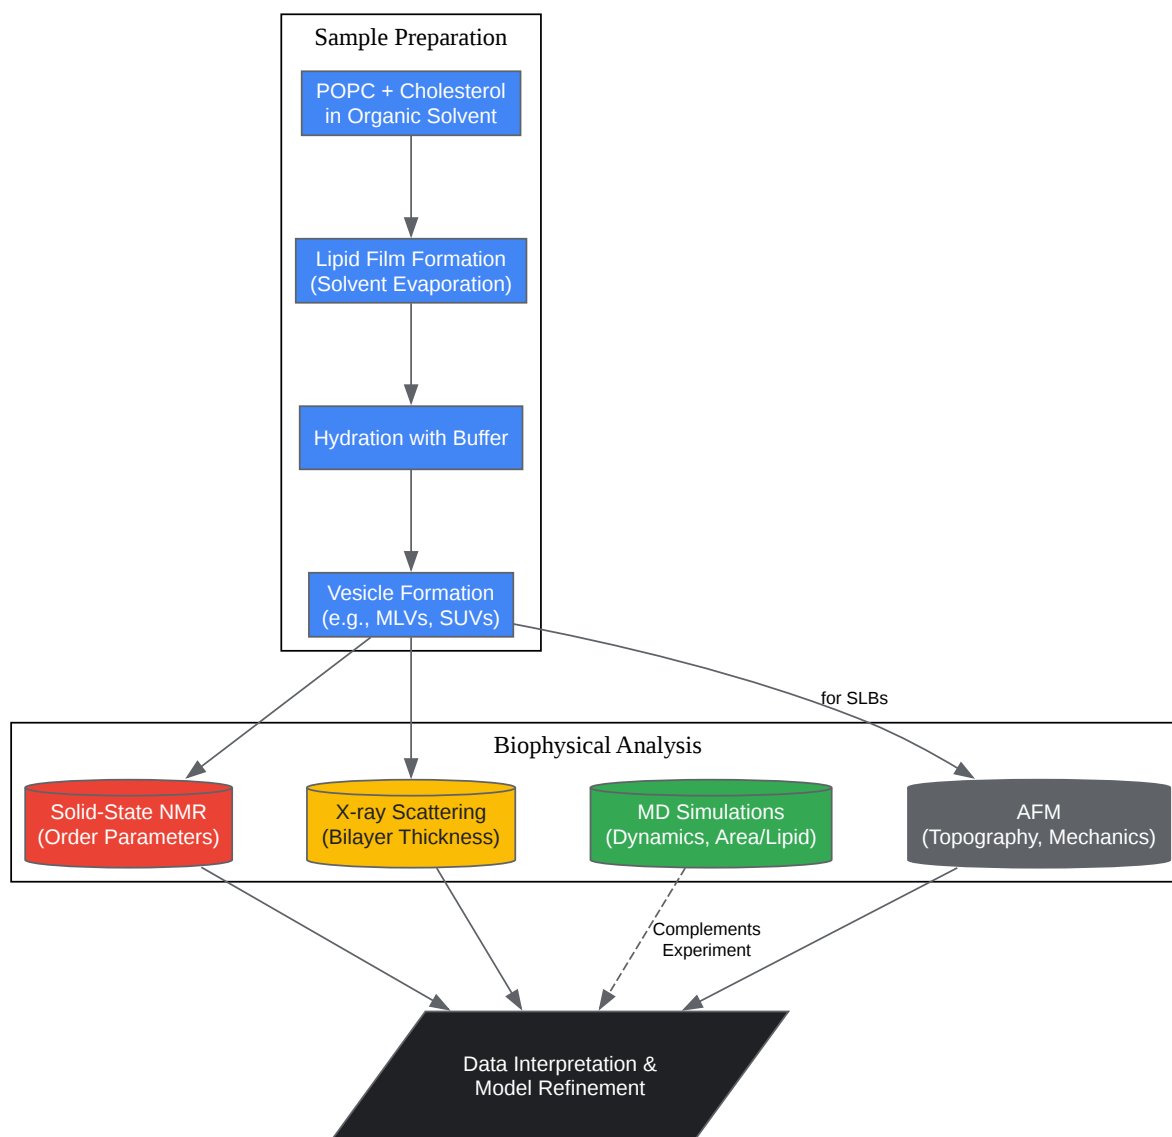 Sample Preparation
POPC + Cholesterol
in Organic Solvent
Lipid Film Formation
(Solvent Evaporation)
Hydration with Buffer
Vesicle Formation
(e.g., MLVs, SUVs)
for SLBs
Biophysical Analysis
Solid-State NMR
(Order Parameters)
X-ray Scattering
(Bilayer Thickness)
MD Simulations
(Dynamics, Area/Lipid)
AFM
(Topography, Mechanics)
Complements
Experiment
Data Interpretation &
Model Refinement